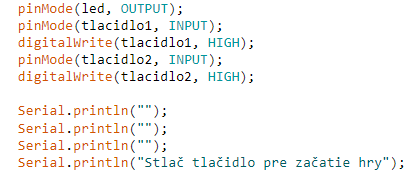 pinMode(led, OUTPUT);
pinMode(tlacidlo1, INPUT);
digitalWrite(tlacidlo1, HIGH);
pinMode(tlacidlo2, INPUT);
digitalWrite(tlacidlo2, HIGH);
Serial.println("");
Serial.println("");
Serial.println("");
Serial.println("Stlač tlačidlo pre začatie hry");